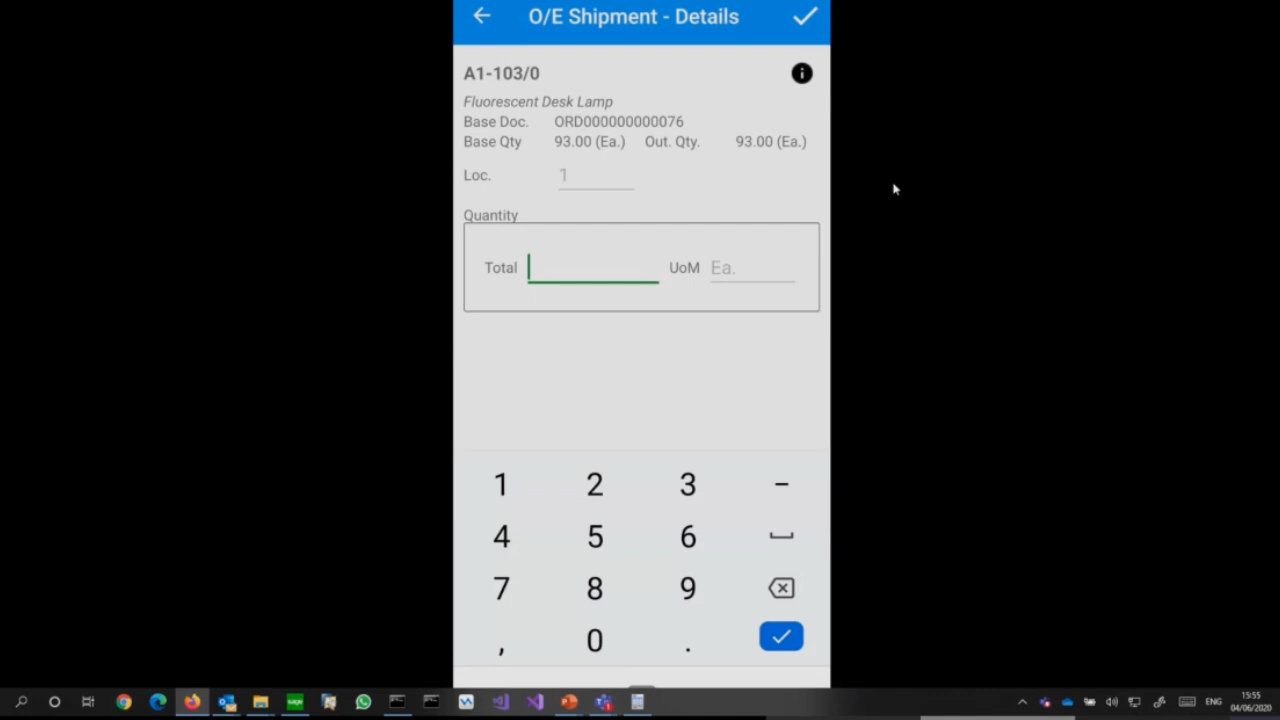 O/E Shipment - Details
A1-103/0
Fluorescent Desk Lamp
Base Doc. ORD000000000076
Base Qty 93.00 (Ea.) Out. Qty. 93.00 (Ea.)
Loc. 1
Quantity
Total UoM Ea.
1 2 3 -
4 5 6
7 8 9
, 0 .
sage ENG 15:55
04/06/2020